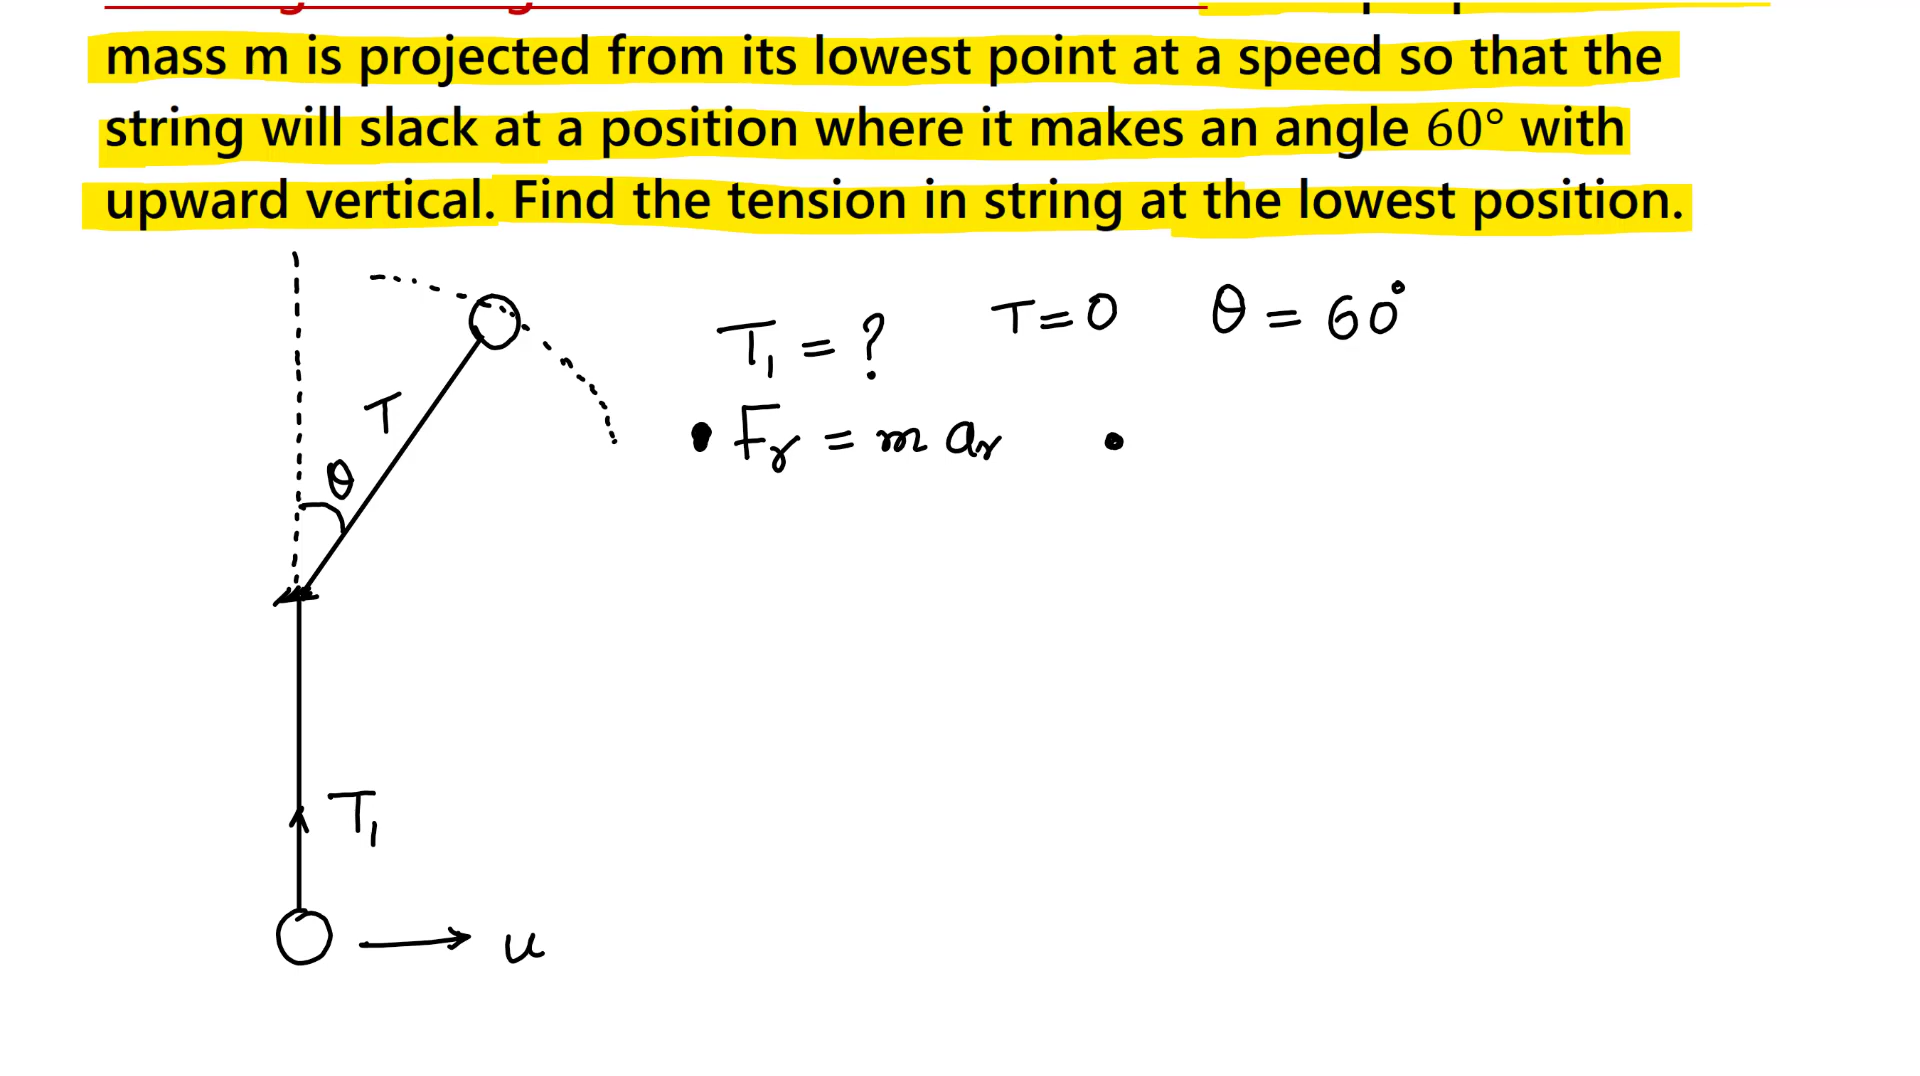 mass m is projected from its lowest point at a speed so that the
string will slack at a position where it makes an angle 60° with
upward vertical. Find the tension in string at the lowest position.
T₁ = ? T = 0 θ = 60°
• Fᵣ = m aᵣ •
T
θ
T₁
u